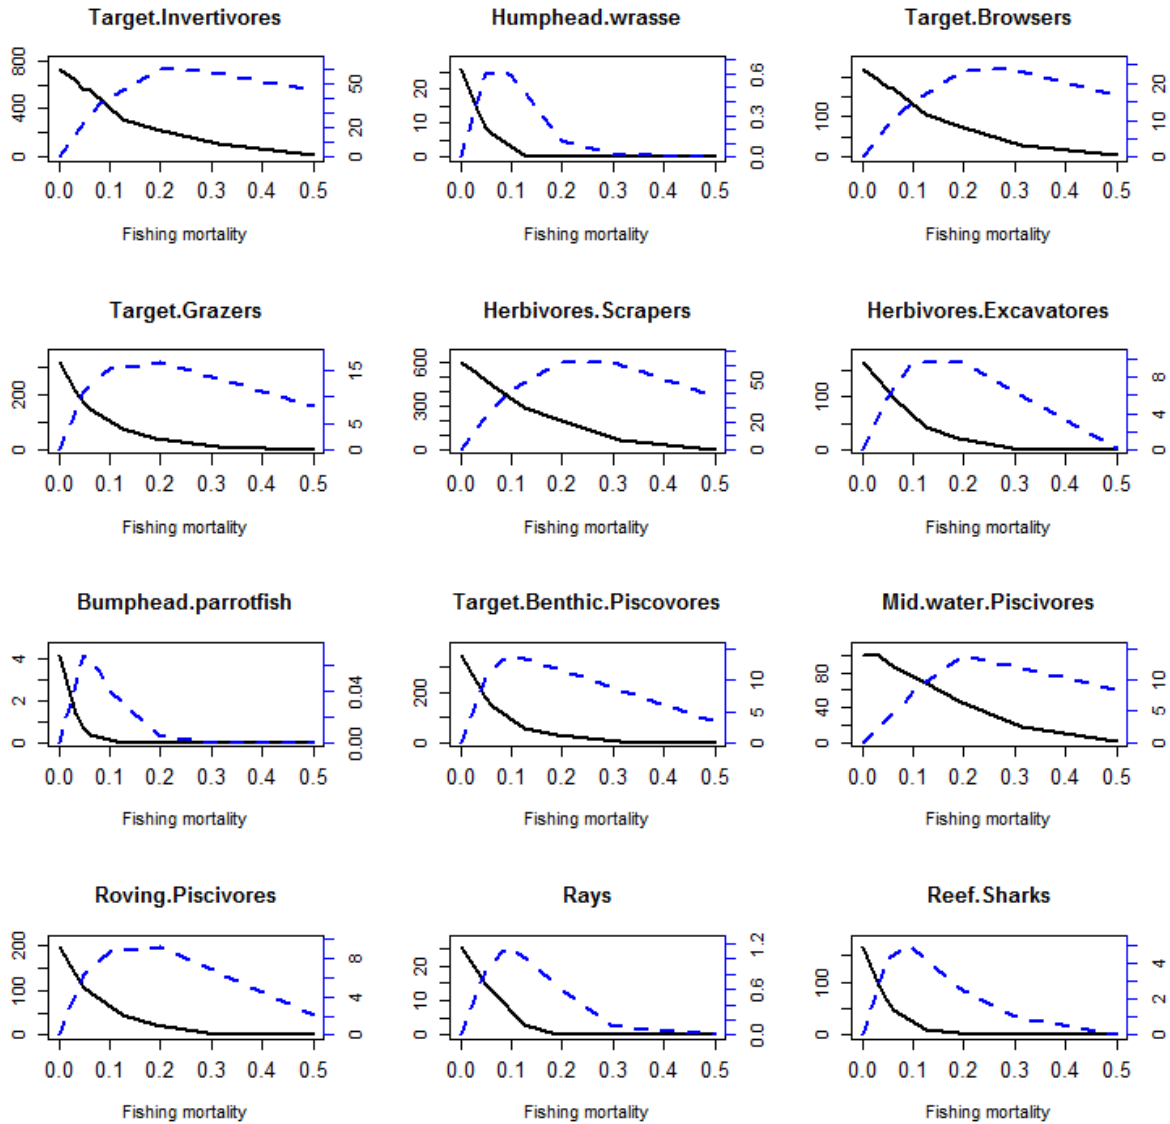 Target.Invertivores
800
400
0
50
20
0
0.0 0.1 0.2 0.3 0.4 0.5
Fishing mortality
Humphead.wrasse
20
10
0
0.6
0.3
0.0
0.0 0.1 0.2 0.3 0.4 0.5
Fishing mortality
Target.Browsers
100
0
20
10
0
0.0 0.1 0.2 0.3 0.4 0.5
Fishing mortality
Target.Grazers
200
0
15
5
0
0.0 0.1 0.2 0.3 0.4 0.5
Fishing mortality
Herbivores.Scrapers
600
300
0
50
20
0
0.0 0.1 0.2 0.3 0.4 0.5
Fishing mortality
Herbivores.Excavatores
100
0
8
4
0
0.0 0.1 0.2 0.3 0.4 0.5
Fishing mortality
Bumphead.parrotfish
4
2
0
0.04
0.00
0.0 0.1 0.2 0.3 0.4 0.5
Fishing mortality
Target.Benthic.Piscovores
200
0
10
5
0
0.0 0.1 0.2 0.3 0.4 0.5
Fishing mortality
Mid.water.Piscivores
80
40
0
10
5
0
0.0 0.1 0.2 0.3 0.4 0.5
Fishing mortality
Roving.Piscivores
200
100
0
8
4
0
0.0 0.1 0.2 0.3 0.4 0.5
Fishing mortality
Rays
20
10
0
1.2
0.6
0.0
0.0 0.1 0.2 0.3 0.4 0.5
Fishing mortality
Reef.Sharks
100
0
4
2
0
0.0 0.1 0.2 0.3 0.4 0.5
Fishing mortality